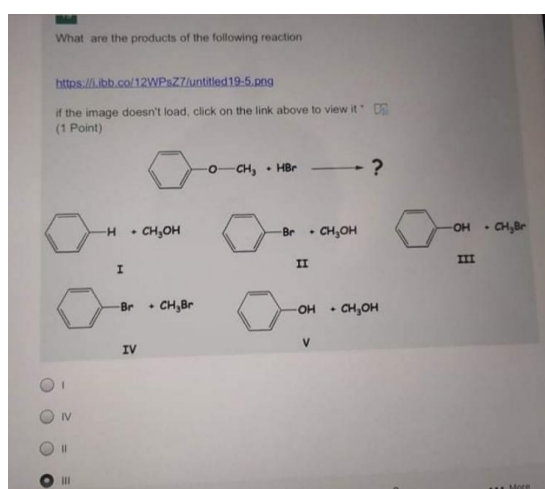 What are the products of the following reaction
https://i.ibb.co/12WPsZ7/untitled19-5.png
if the image doesn't load, click on the link above to view it *
(1 Point)
O—CH₃ + HBr ⟶ ?
H + CH₃OH
Br + CH₃OH
OH + CH₃Br
I
II
III
Br + CH₃Br
OH + CH₃OH
IV
V
I
IV
II
III
More